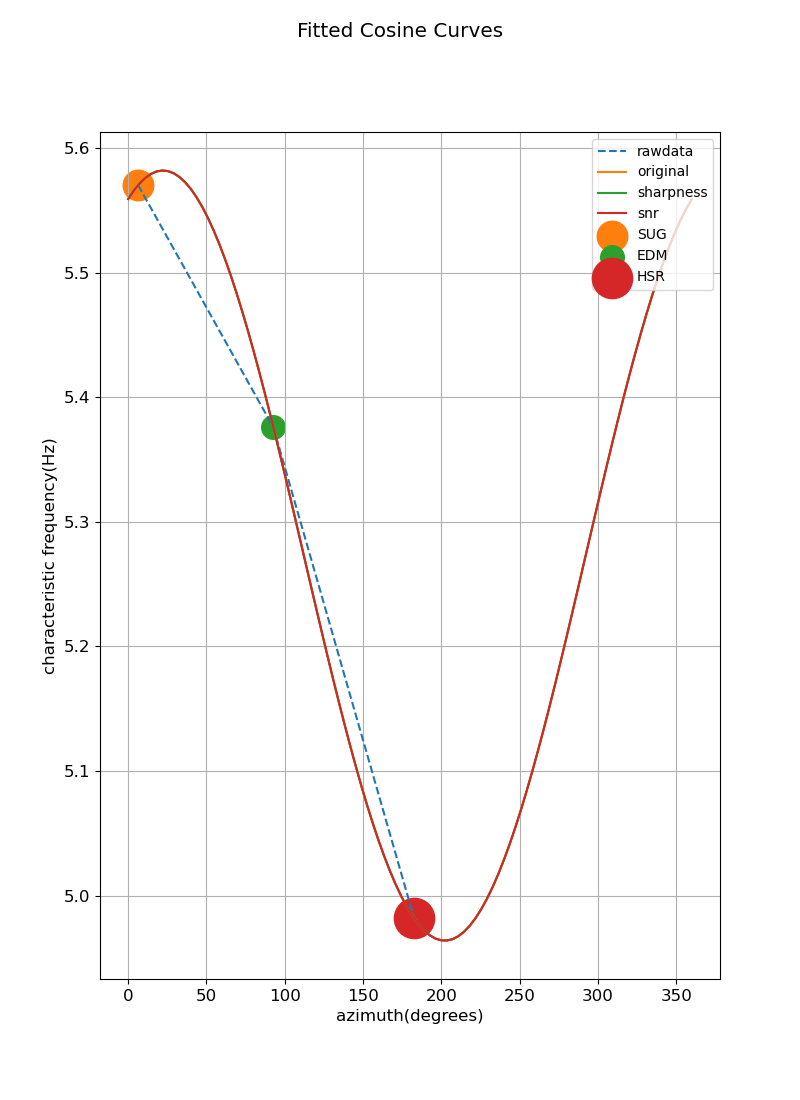 Fitted Cosine Curves
5.6
5.5
5.4
5.3
5.2
5.1
5.0
characteristic frequency(Hz)
rawdata
original
sharpness
snr
SUG
EDM
HSR
0 50 100 150 200 250 300 350
azimuth(degrees)